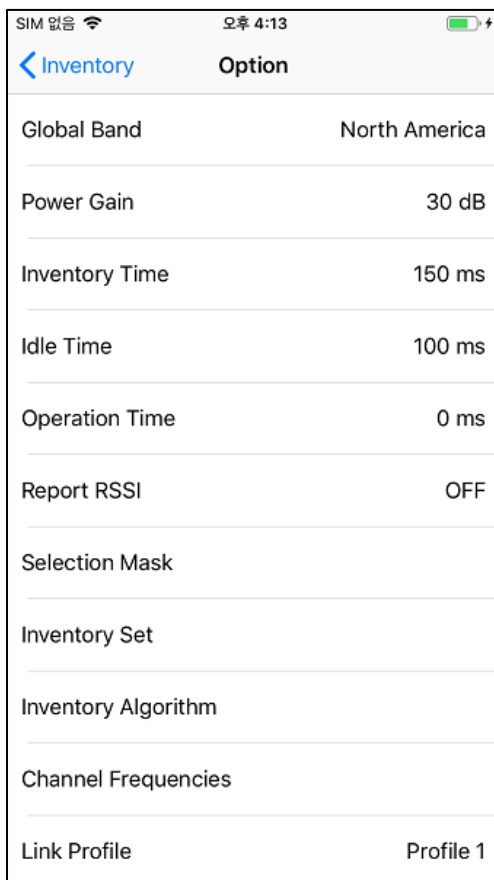 SIM 없음 오후 4:13
Inventory Option
Global Band North America
Power Gain 30 dB
Inventory Time 150 ms
Idle Time 100 ms
Operation Time 0 ms
Report RSSI OFF
Selection Mask
Inventory Set
Inventory Algorithm
Channel Frequencies
Link Profile Profile 1